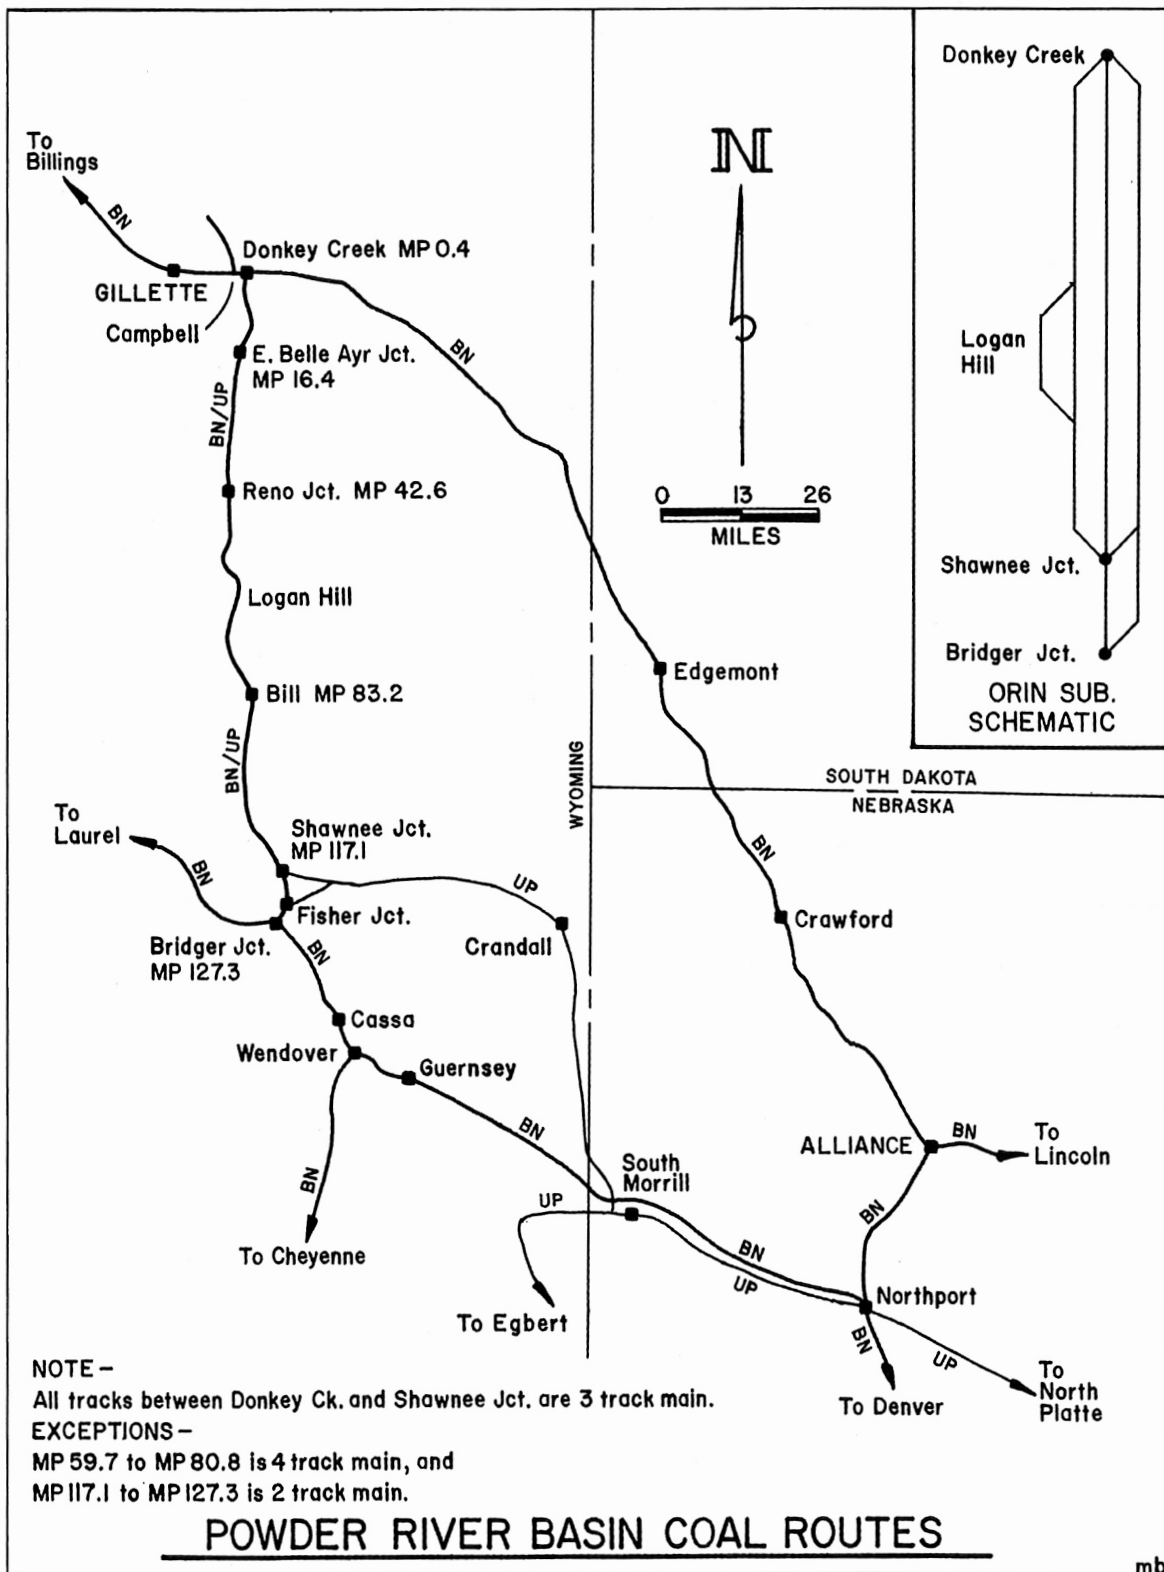 To
Billings
BN
Donkey Creek MP 0.4
GILLETTE
Campbell
E. Belle Ayr Jct.
MP 16.4
BN/UP
BN
Reno Jct. MP 42.6
Logan Hill
Bill MP 83.2
BN/UP
N
0 13 26
MILES
Edgemont
WYOMING
SOUTH DAKOTA
NEBRASKA
Donkey Creek
Logan
Hill
Shawnee Jct.
Bridger Jct.
ORIN SUB.
SCHEMATIC
To
Laurel
BN
Shawnee Jct.
MP 117.1
Fisher Jct.
Bridger Jct.
MP 127.3
BN
UP
Crandall
BN
Crawford
Cassa
Wendover
Guernsey
BN
BN
To Cheyenne
South
Morrill
UP
To Egbert
ALLIANCE
BN
To
Lincoln
BN
BN
UP
Northport
BN
UP
To Denver
To
North
Platte
NOTE –
All tracks between Donkey Ck. and Shawnee Jct. are 3 track main.
EXCEPTIONS –
MP 59.7 to MP 80.8 is 4 track main, and
MP 117.1 to MP 127.3 is 2 track main.
POWDER RIVER BASIN COAL ROUTES
mb